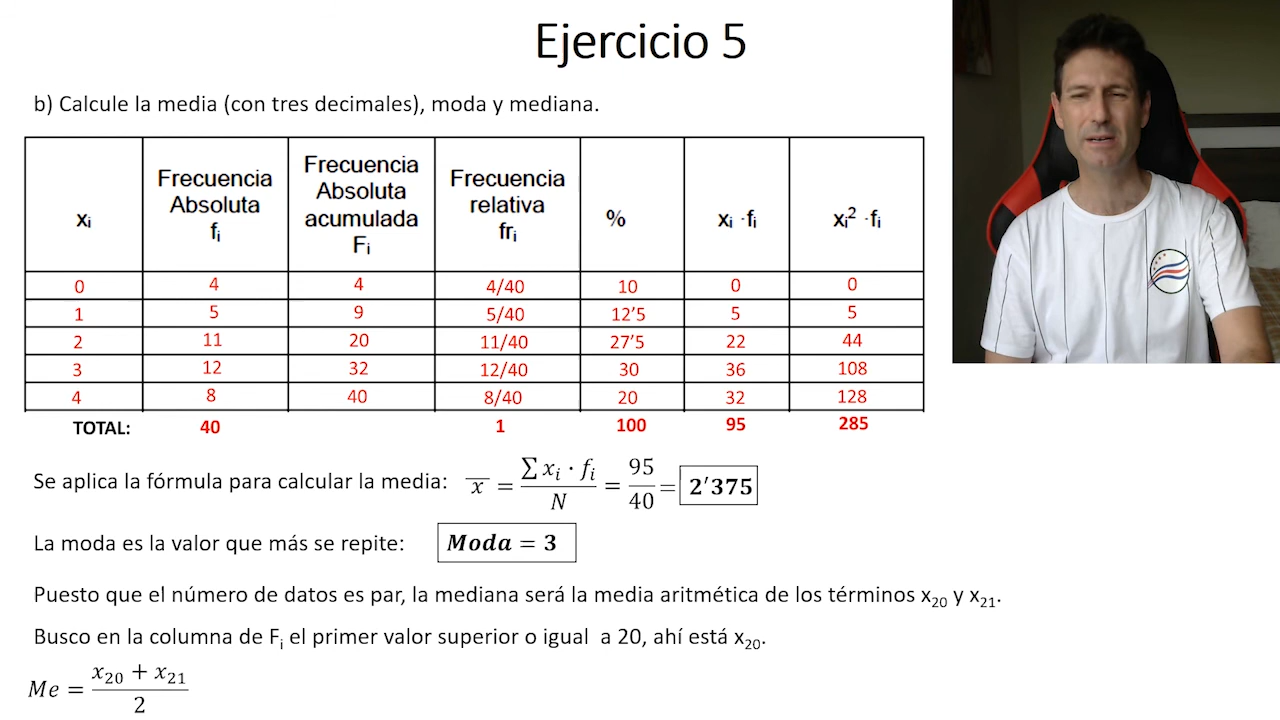 Ejercicio 5
b) Calcule la media (con tres decimales), moda y mediana.
xi | Frecuencia Absoluta fi | Frecuencia Absoluta acumulada Fi | Frecuencia relativa fri | % | xi ·fi | xi² ·fi
0 | 4 | 4 | 4/40 | 10 | 0 | 0
1 | 5 | 9 | 5/40 | 12’5 | 5 | 5
2 | 11 | 20 | 11/40 | 27’5 | 22 | 44
3 | 12 | 32 | 12/40 | 30 | 36 | 108
4 | 8 | 40 | 8/40 | 20 | 32 | 128
TOTAL: 40 1 100 95 285
Se aplica la fórmula para calcular la media: x̄ = ∑ xi · fi / N = 95 / 40 = 2′375
La moda es la valor que más se repite: Moda = 3
Puesto que el número de datos es par, la mediana será la media aritmética de los términos x20 y x21.
Busco en la columna de Fi el primer valor superior o igual a 20, ahí está x20.
Me = x20 + x21 / 2